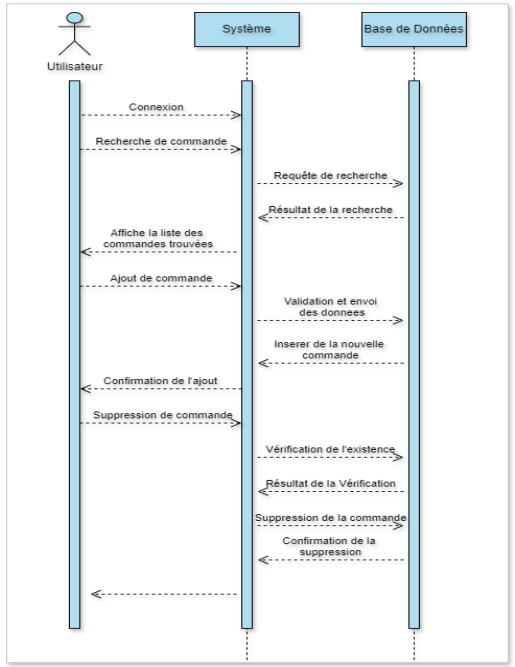 Utilisateur
Système
Base de Données
Connexion
Recherche de commande
Requête de recherche
Résultat de la recherche
Affiche la liste des
commandes trouvées
Ajout de commande
Validation et envoi
des donnees
Inserer de la nouvelle
commande
Confirmation de l'ajout
Suppression de commande
Vérification de l'existence
Résultat de la Vérification
Suppression de la commande
Confirmation de la
suppression